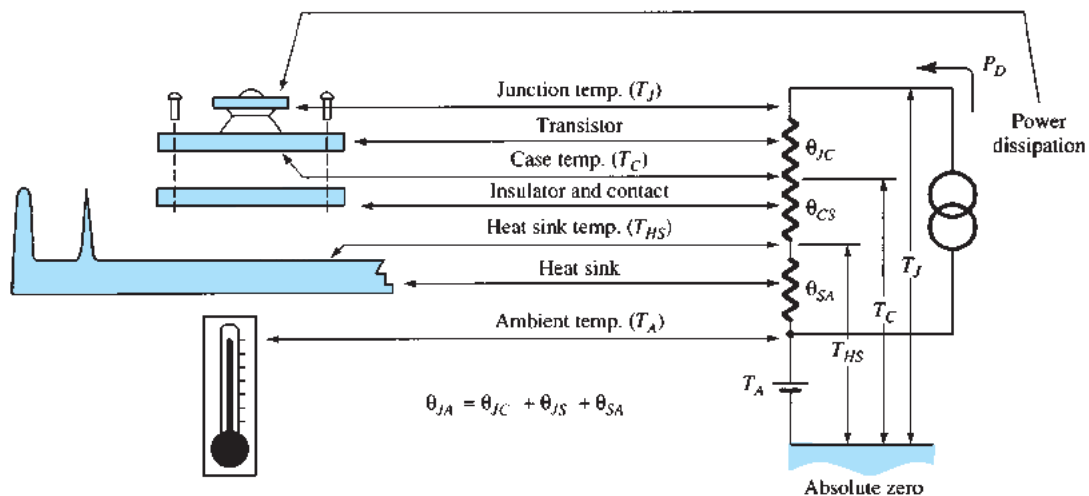 P_D
Junction temp. (T_J)
Transistor
Power
dissipation
θ_JC
Case temp. (T_C)
Insulator and contact
θ_CS
Heat sink temp. (T_HS)
T_J
Heat sink
θ_SA
T_C
Ambient temp. (T_A)
T_HS
T_A
θ_JA = θ_JC + θ_JS + θ_SA
Absolute zero